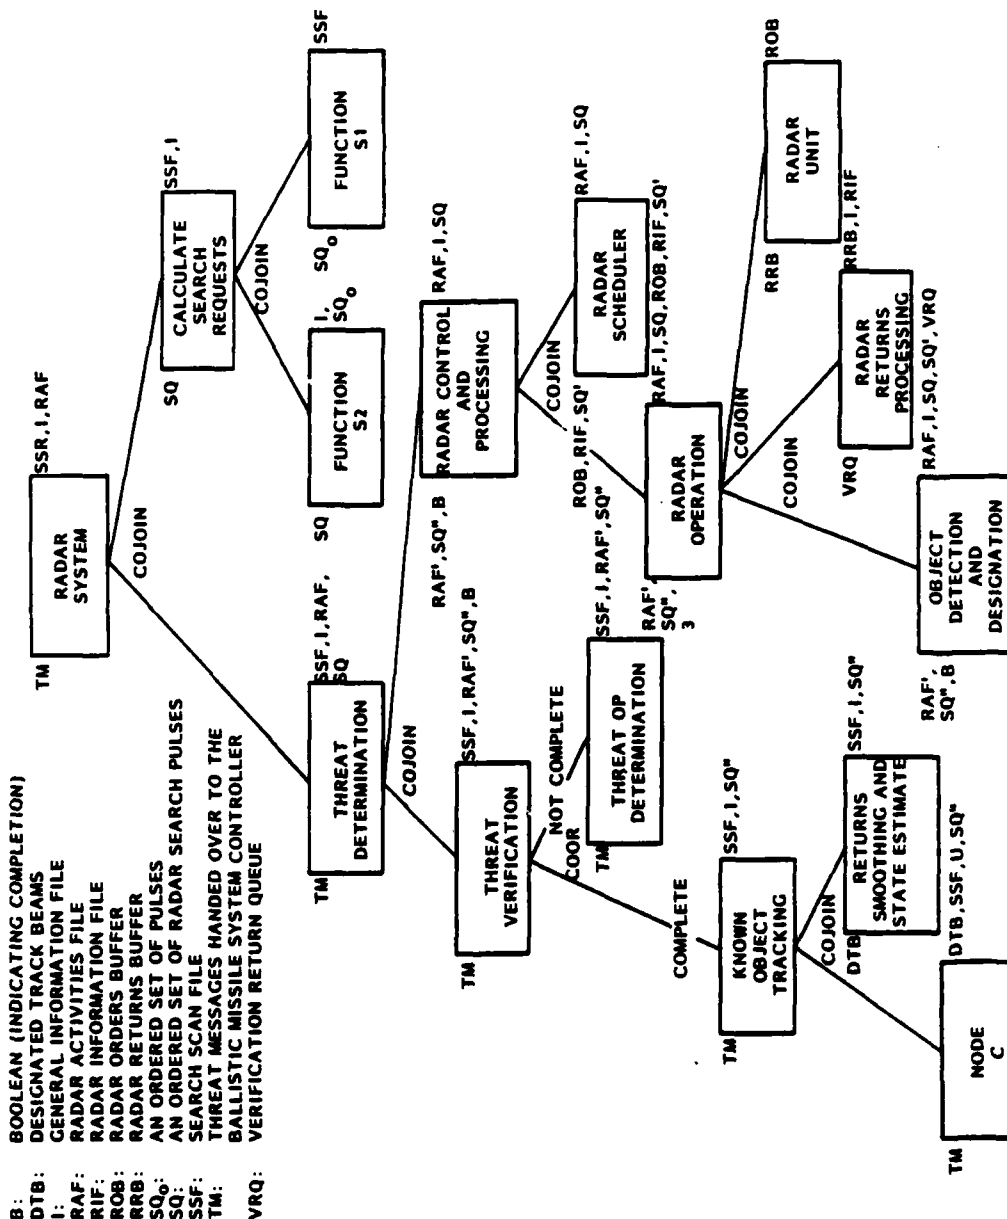 B: BOOLEAN (INDICATING COMPLETION)
DTB: DESIGNATED TRACK BEAMS
I: GENERAL INFORMATION FILE
RAF: RADAR ACTIVITIES FILE
RIF: RADAR INFORMATION FILE
ROB: RADAR ORDERS BUFFER
RRB: RADAR RETURNS BUFFER
SQo: AN ORDERED SET OF PULSES
SQ: AN ORDERED SET OF RADAR SEARCH PULSES
SSF: SEARCH SCAN FILE
TM: THREAT MESSAGES HANDED OVER TO THE
BALLISTIC MISSILE SYSTEM CONTROLLER
VRQ: VERIFICATION RETURN QUEUE
TM
RADAR
SYSTEM
SSR,I,RAF
COJOIN
SQ
CALCULATE
SEARCH
REQUESTS
SSF,I
COJOIN
SQ
FUNCTION
S2
I,
SQo
SQo
FUNCTION
S1
SSF
TM
THREAT
DETERMINATION
SSF,I,RAF,
SQ
COJOIN
RAF',SQ",B
RADAR CONTROL
AND
PROCESSING
RAF,I,SQ
COJOIN
TM
THREAT
VERIFICATION
SSF,I,RAF',SQ",B
COOR
NOT COMPLETE
COMPLETE
TM
THREAT OP
DETERMINATION
SSF,I,RAF',SQ"
ROB,RIF,SQ'
RADAR
SCHEDULER
RAF,I,SQ
RAF',
SQ",
3
RADAR
OPERATION
RAF,I,SQ,ROB,RIF,SQ'
COJOIN
COJOIN
RRB
RADAR
UNIT
ROB
VRQ
RADAR
RETURNS
PROCESSING
RRB,I,RIF
RAF',
SQ",B
OBJECT
DETECTION
AND
DESIGNATION
RAF,I,SQ,SQ',VRQ
TM
KNOWN
OBJECT
TRACKING
SSF,I,SQ"
COJOIN
DTB
RETURNS
SMOOTHING AND
STATE ESTIMATE
SSF,I,SQ"
TM
NODE
C
DTB,SSF,U,SQ"